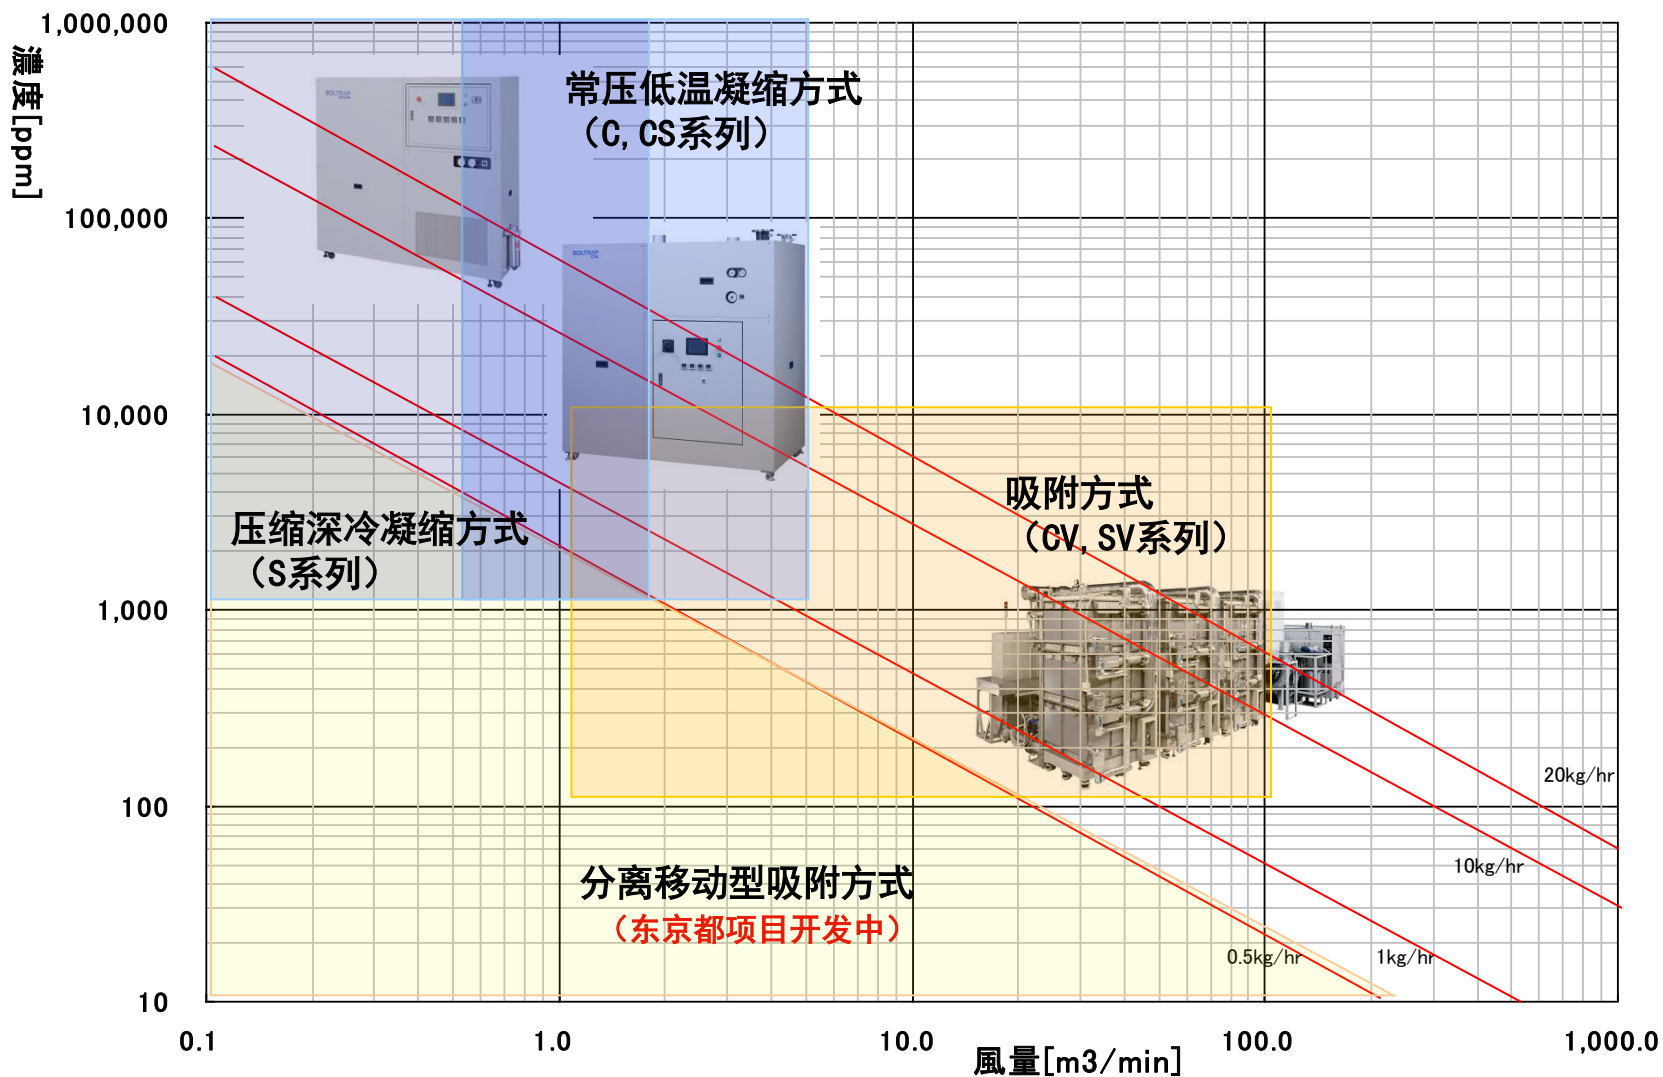 1,000,000
濃度[ppm]
常压低温凝缩方式
（C,CS系列）
SOLTRAP
100,000
SOLTRAP
10,000
吸附方式
（CV,SV系列）
压缩深冷凝缩方式
（S系列）
1,000
20kg/hr
100
10kg/hr
分离移动型吸附方式
（东京都项目开发中）
0.5kg/hr
1kg/hr
10
0.1
1.0
10.0
100.0
1,000.0
風量[m3/min]